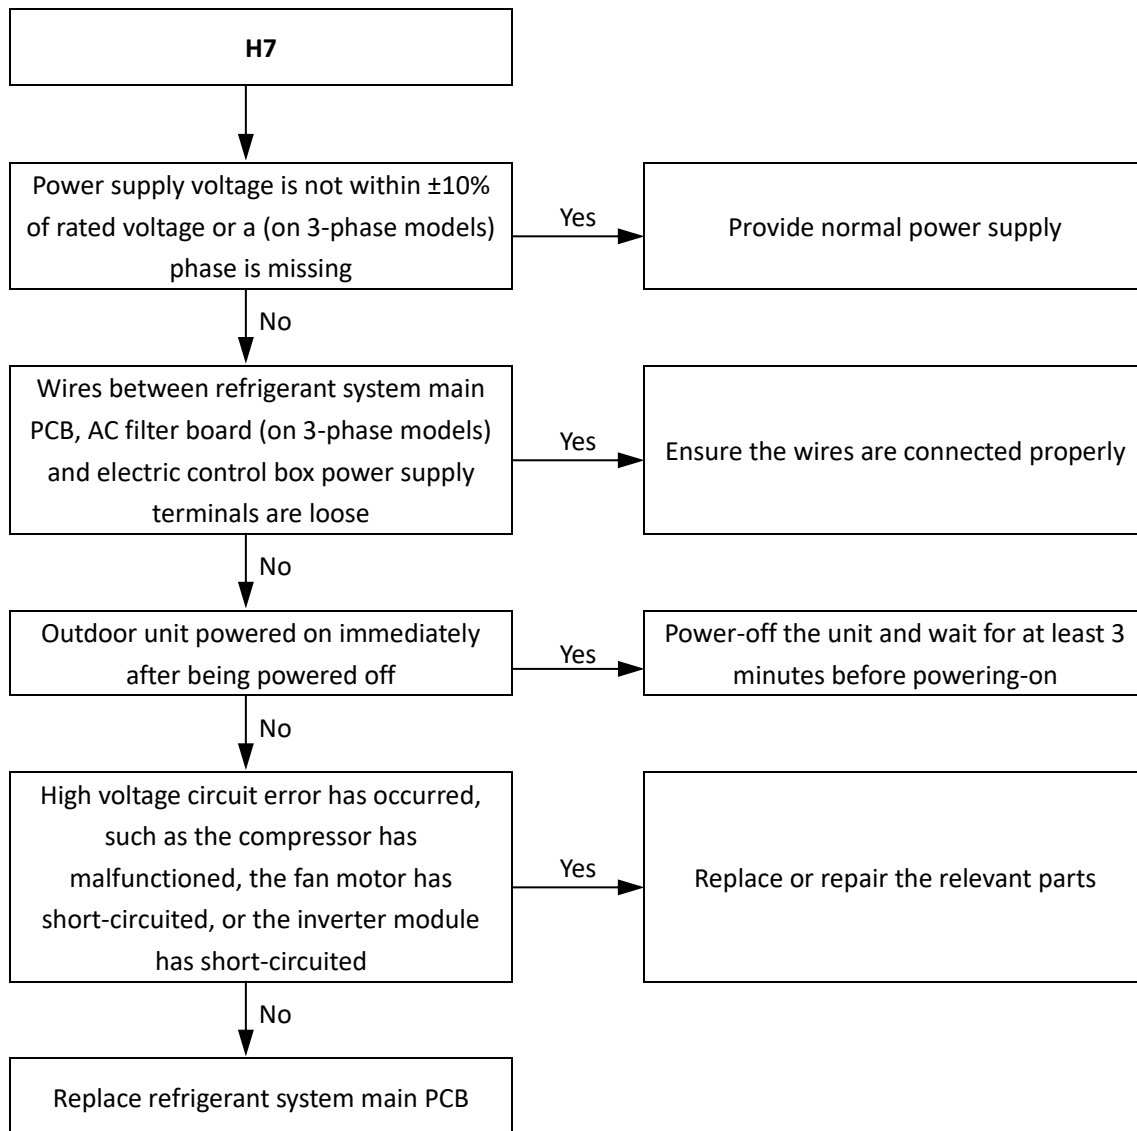 H7
Power supply voltage is not within ±10%
of rated voltage or a (on 3-phase models)
phase is missing
Yes
Provide normal power supply
No
Wires between refrigerant system main
PCB, AC filter board (on 3-phase models)
and electric control box power supply
terminals are loose
Yes
Ensure the wires are connected properly
No
Outdoor unit powered on immediately
after being powered off
Yes
Power-off the unit and wait for at least 3
minutes before powering-on
No
High voltage circuit error has occurred,
such as the compressor has
malfunctioned, the fan motor has
short-circuited, or the inverter module
has short-circuited
Yes
Replace or repair the relevant parts
No
Replace refrigerant system main PCB